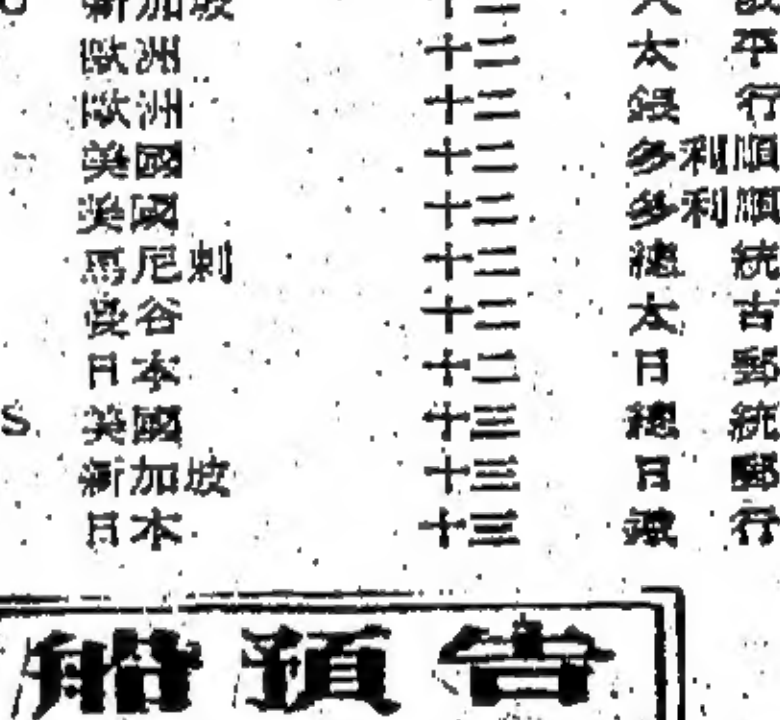 新加坡 十二
歐洲 十二 太平
歐洲 十二 銀行
美國 十二 多利順
美國 十二 多利順
馬尼刺 十二 總統
曼谷 十二 太古
日本 十二 日郵
S. 美國 十三 總統
新加坡 十三 日郵
日本 十三 銀行
船預告